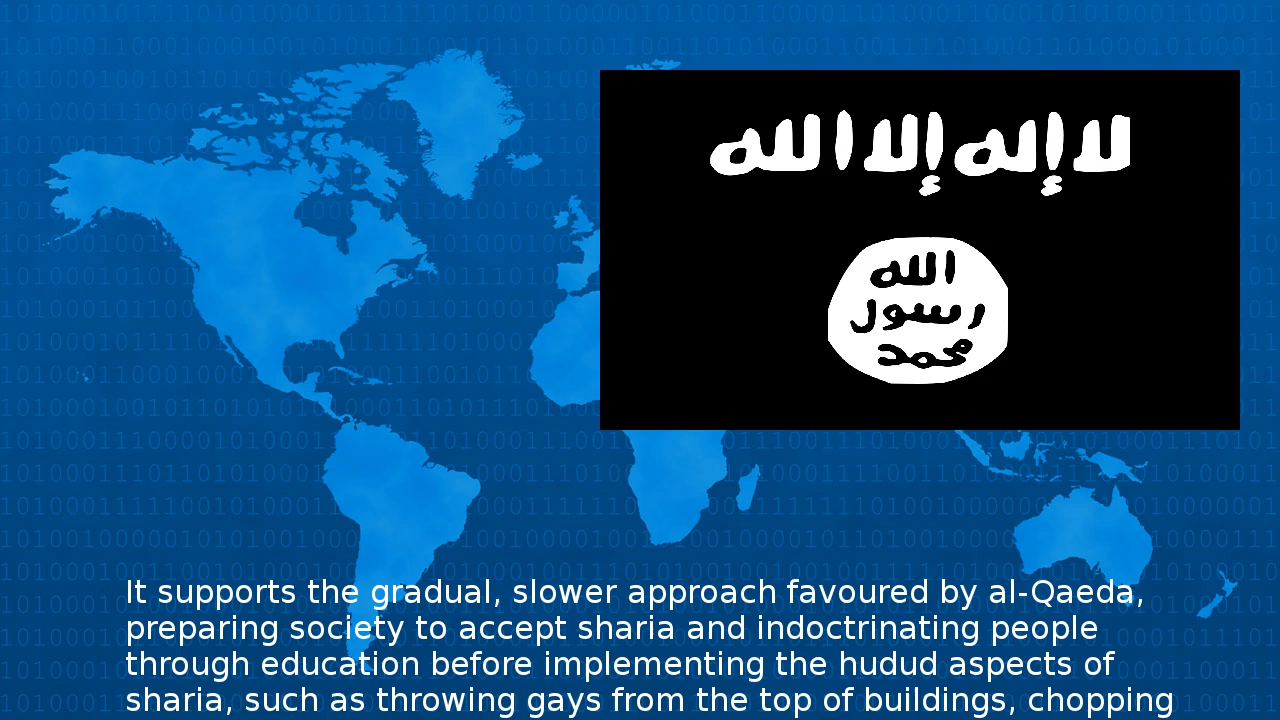 لا إله إلا الله
الله
رسول
محمد
It supports the gradual, slower approach favoured by al-Qaeda,
preparing society to accept sharia and indoctrinating people
through education before implementing the hudud aspects of
sharia, such as throwing gays from the top of buildings, chopping